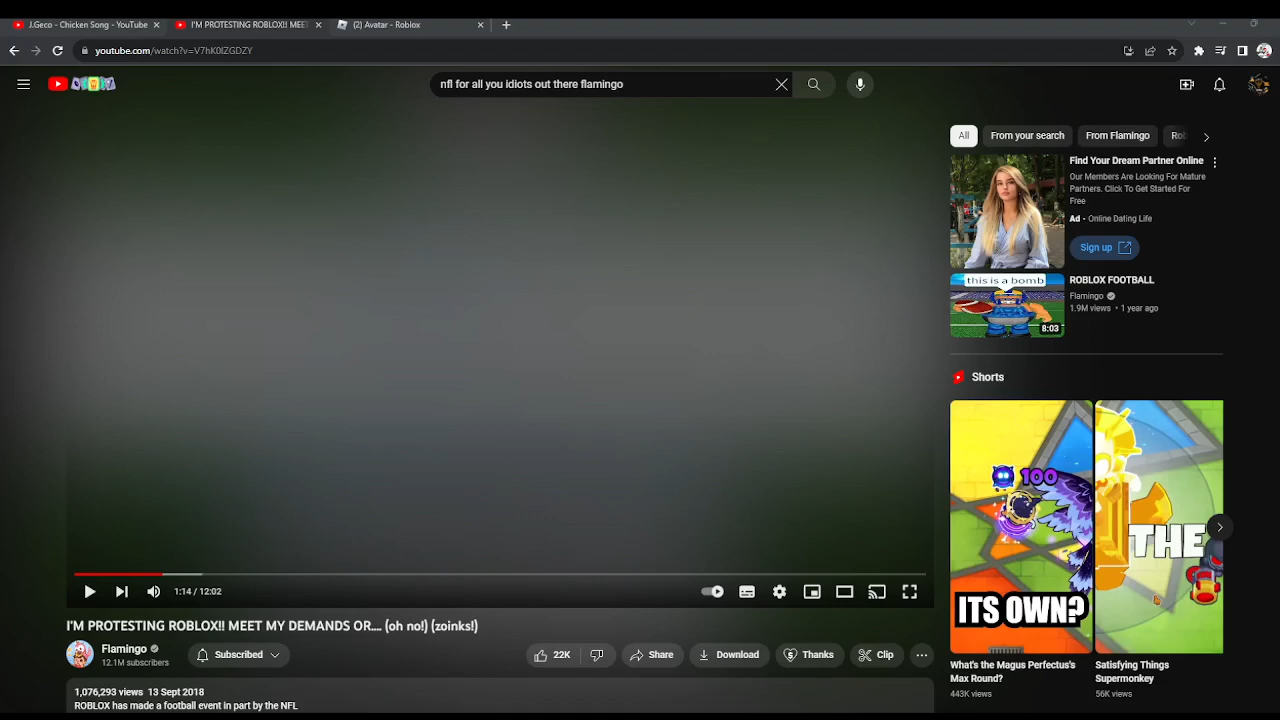 J.Geco - Chicken Song - YouTube
I'M PROTESTING ROBLOX!! MEET
(2) Avatar - Roblox
youtube.com/watch?v=V7hK0lZGDZY
nfl for all you idiots out there flamingo
All
From your search
From Flamingo
Rob
Find Your Dream Partner Online
Our Members Are Looking For Mature
Partners. Click To Get Started For
Free
Ad - Online Dating Life
Sign up
this is a bomb
8:03
ROBLOX FOOTBALL
Flamingo
1.9M views • 1 year ago
Shorts
100
ITS OWN?
THE
What's the Magus Perfectus's
Max Round?
443K views
Satisfying Things
Supermonkey
56K views
1:14 / 12:02
I'M PROTESTING ROBLOX!! MEET MY DEMANDS OR.... (oh no!) (zoinks!)
Flamingo
12.1M subscribers
Subscribed
22K
Share
Download
Thanks
Clip
1,076,293 views 13 Sept 2018
ROBLOX has made a football event in part by the NFL